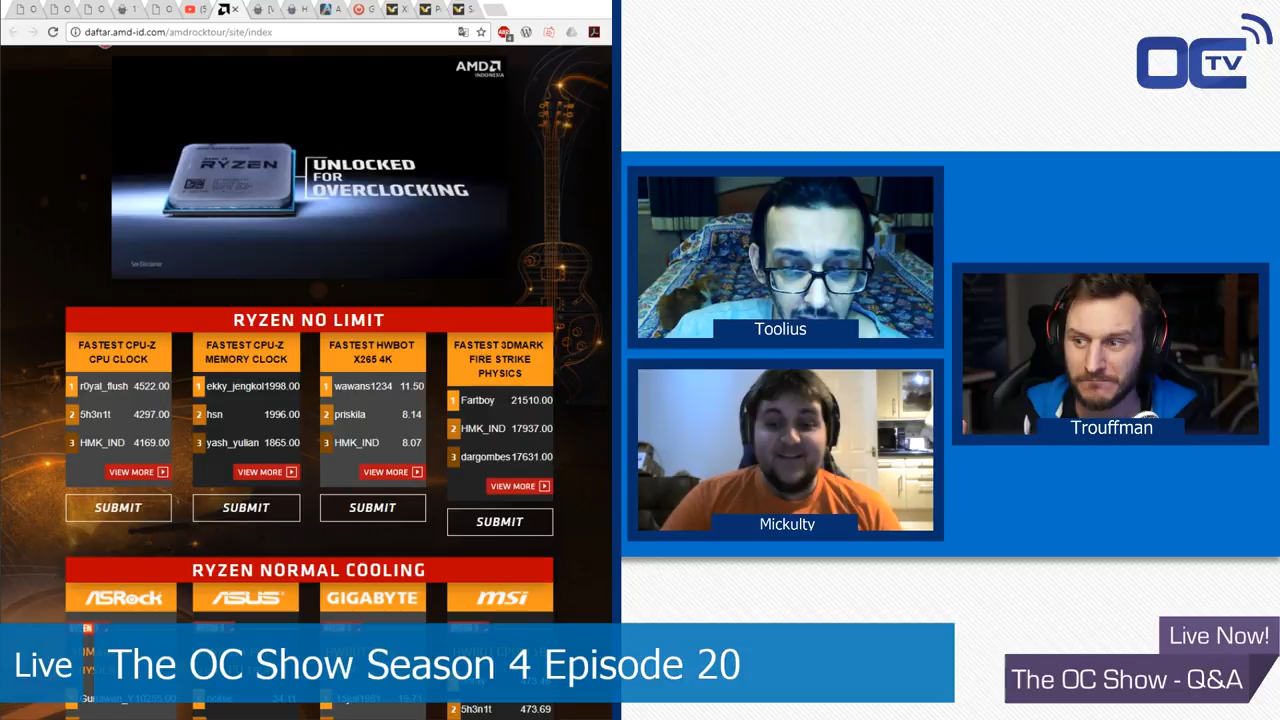 daftar.amd-id.com/amdrocktour/site/index
AMD
INDONESIA
RYZEN
UNLOCKED
FOR
OVERCLOCKING
RYZEN NO LIMIT
FASTEST CPU-Z
CPU CLOCK
1 r0yal_flush 4522.00
2 5h3n1t 4297.00
3 HMK_IND 4169.00
VIEW MORE
SUBMIT
FASTEST CPU-Z
MEMORY CLOCK
1 ekky_jengkol1998.00
2 hsn 1996.00
3 yash_yulian 1865.00
VIEW MORE
SUBMIT
FASTEST HWBOT
X265 4K
1 wawans1234 11.50
2 priskila 8.14
3 HMK_IND 8.07
VIEW MORE
SUBMIT
FASTEST 3DMARK
FIRE STRIKE
PHYSICS
1 Fartboy 21510.00
2 HMK_IND 17937.00
3 dargombes17631.00
VIEW MORE
SUBMIT
RYZEN NORMAL COOLING
ASRock
ASUS
GIGABYTE
msi
2 5h3n1t 473.69
OC TV
Toolius
Mickulty
Trouffman
Live The OC Show Season 4 Episode 20
Live Now!
The OC Show - Q&A